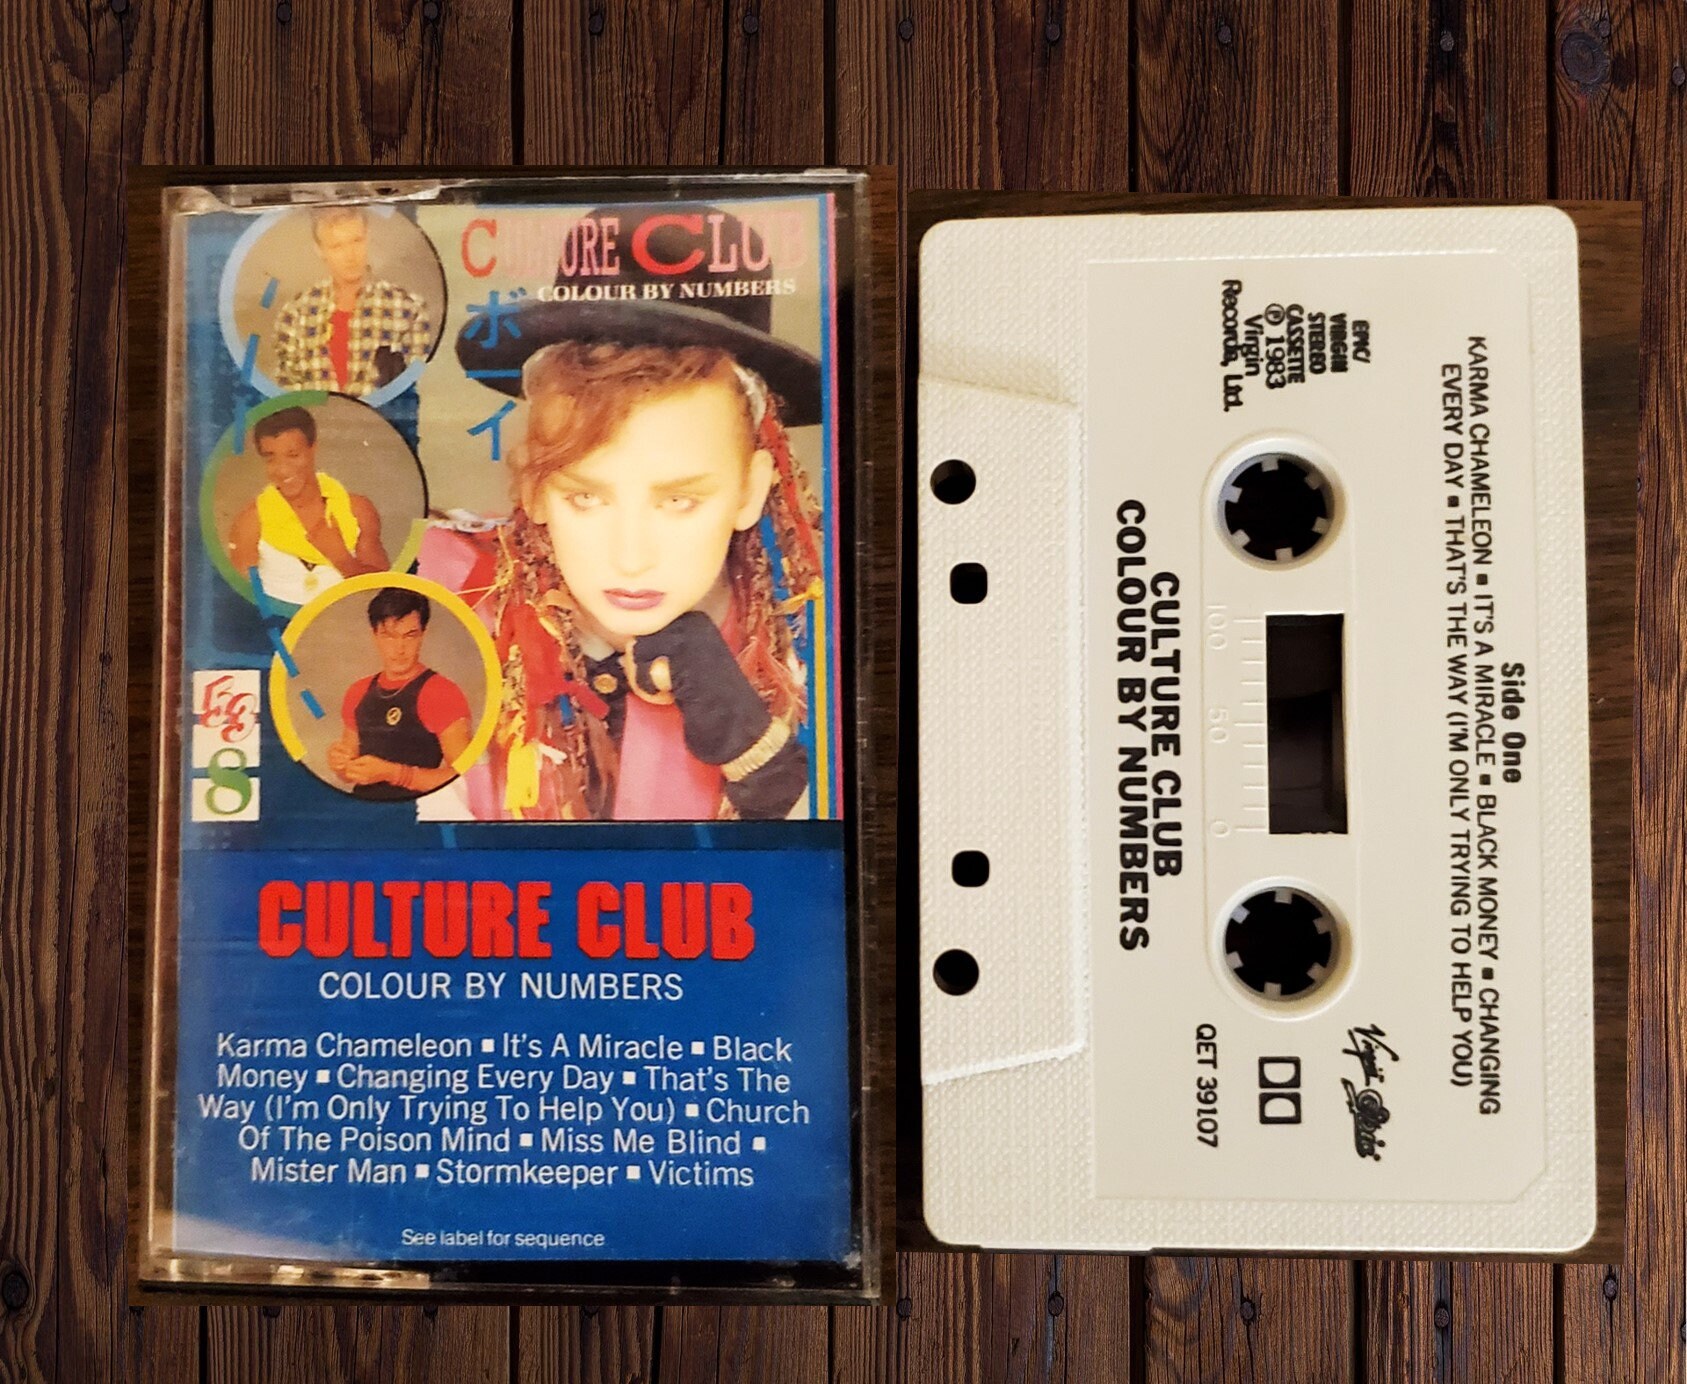 CULTURE CLUB
COLOUR BY NUMBERS
ボーイ
53
8
CULTURE CLUB
COLOUR BY NUMBERS
Karma Chameleon ■ It's A Miracle ■ Black
Money ■ Changing Every Day ■ That's The
Way (I'm Only Trying To Help You) ■ Church
Of The Poison Mind ■ Miss Me Blind ■
Mister Man ■ Stormkeeper ■ Victims
See label for sequence
Side One
KARMA CHAMELEON ■ IT'S A MIRACLE ■ BLACK MONEY ■ CHANGING
EVERY DAY ■ THAT'S THE WAY (I'M ONLY TRYING TO HELP YOU)
EPIC/
VIRGIN
STEREO
CASSETTE
℗ 1983
Virgin
Records, Ltd.
Virgin
Epic
100 50 0
QET 39107
CULTURE CLUB
COLOUR BY NUMBERS